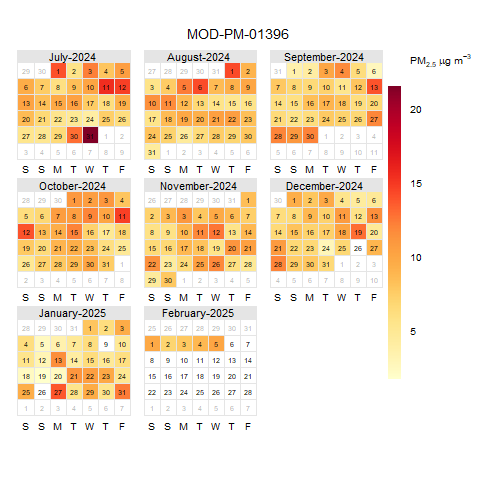 MOD-PM-01396
July-2024
29 30 1 2 3 4 5
6 7 8 9 10 11 12
13 14 15 16 17 18 19
20 21 22 23 24 25 26
27 28 29 30 31 1 2
3 4 5 6 7 8 9
S S M T W T F
August-2024
27 28 29 30 31 1 2
3 4 5 6 7 8 9
10 11 12 13 14 15 16
17 18 19 20 21 22 23
24 25 26 27 28 29 30
31 1 2 3 4 5 6
S S M T W T F
September-2024
31 1 2 3 4 5 6
7 8 9 10 11 12 13
14 15 16 17 18 19 20
21 22 23 24 25 26 27
28 29 30 1 2 3 4
5 6 7 8 9 10 11
S S M T W T F
October-2024
28 29 30 1 2 3 4
5 6 7 8 9 10 11
12 13 14 15 16 17 18
19 20 21 22 23 24 25
26 27 28 29 30 31 1
2 3 4 5 6 7 8
S S M T W T F
November-2024
26 27 28 29 30 31 1
2 3 3 4 5 6 7
8 9 10 11 12 13 14
15 16 17 18 19 20 21
22 23 24 25 26 27 28
29 30 1 2 3 4 5
S S M T W T F
December-2024
30 1 2 3 4 5 6
7 8 9 10 11 12 13
14 15 16 17 18 19 20
21 22 23 24 25 26 27
28 29 30 31 1 2 3
4 5 6 7 8 9 10
S S M T W T F
January-2025
28 29 30 31 1 2 3
4 5 6 7 8 9 10
11 12 13 14 15 16 17
18 19 20 21 22 23 24
25 26 27 28 29 30 31
1 2 3 4 5 6 7
S S M T W T F
February-2025
25 26 27 28 29 30 31
1 2 3 4 5 6 7
8 9 10 11 12 13 14
15 16 17 18 19 20 21
22 23 24 25 26 27 28
1 2 3 4 5 6 7
S S M T W T F
PM2.5 µg m−3
20
15
10
5